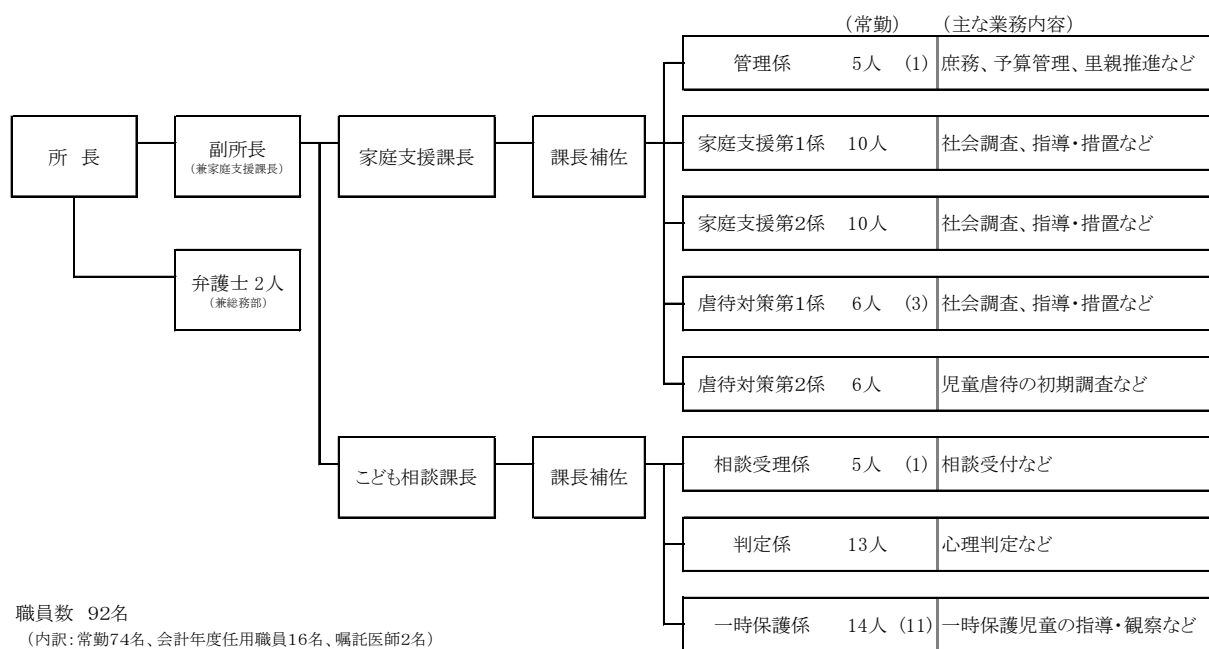 （常勤） （主な業務内容）
管理係 5人 (1) 庶務、予算管理、里親推進など
所 長
副所長
（兼家庭支援課長）
家庭支援課長
課長補佐
家庭支援第1係 10人 社会調査、指導・措置など
家庭支援第2係 10人 社会調査、指導・措置など
弁護士 2人
（兼総務部）
虐待対策第1係 6人 (3) 社会調査、指導・措置など
虐待対策第2係 6人 児童虐待の初期調査など
こども相談課長
課長補佐
相談受理係 5人 (1) 相談受付など
判定係 13人 心理判定など
一時保護係 14人 (11) 一時保護児童の指導・観察など
職員数 92名
（内訳：常勤74名、会計年度任用職員16名、嘱託医師2名）